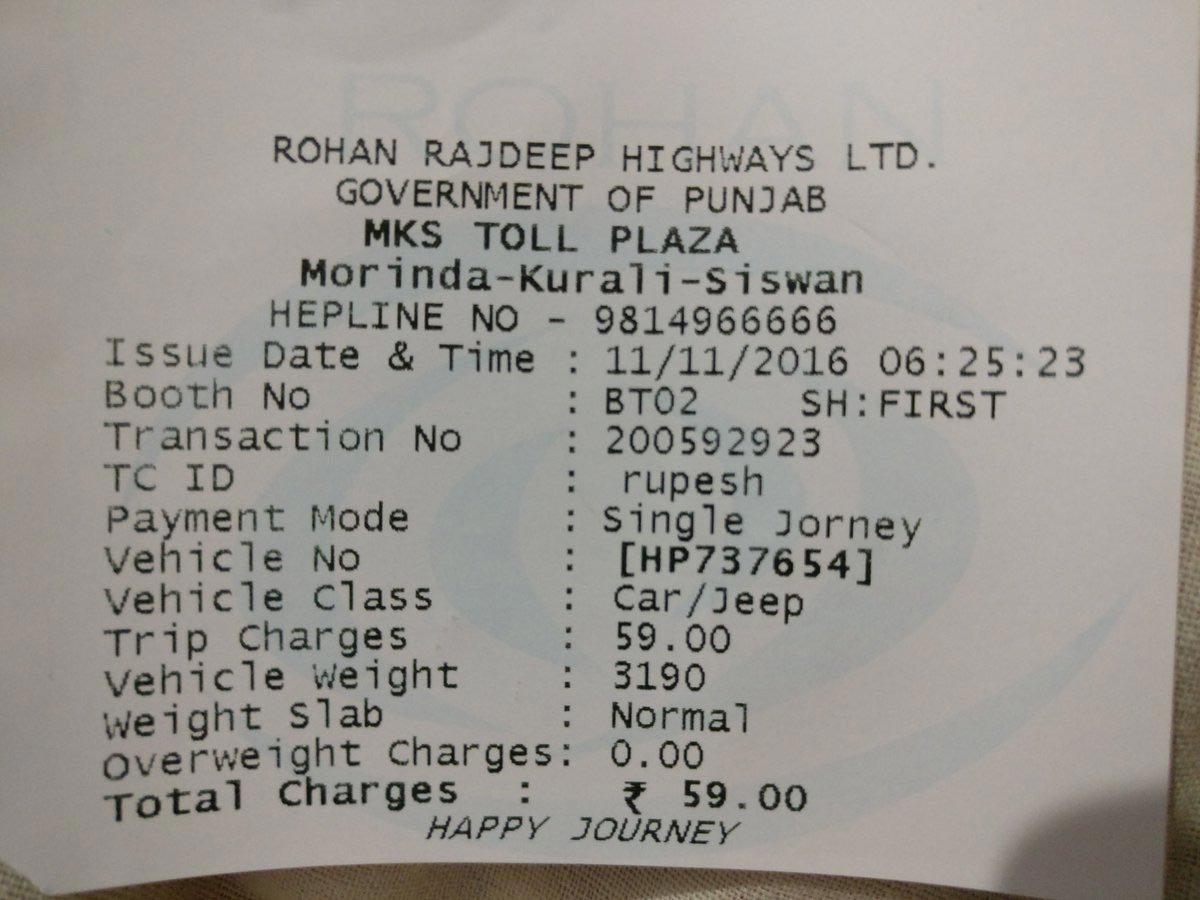 ROHAN
ROHAN RAJDEEP HIGHWAYS LTD.
GOVERNMENT OF PUNJAB
MKS TOLL PLAZA
Morinda-Kurali-Siswan
HEPLINE NO - 9814966666
Issue Date & Time : 11/11/2016 06:25:23
Booth No : BT02 SH:FIRST
Transaction No : 200592923
TC ID : rupesh
Payment Mode : Single Jorney
Vehicle No : [HP737654]
Vehicle Class : Car/Jeep
Trip Charges : 59.00
Vehicle Weight : 3190
Weight Slab : Normal
Overweight Charges: 0.00
Total Charges : ₹ 59.00
HAPPY JOURNEY